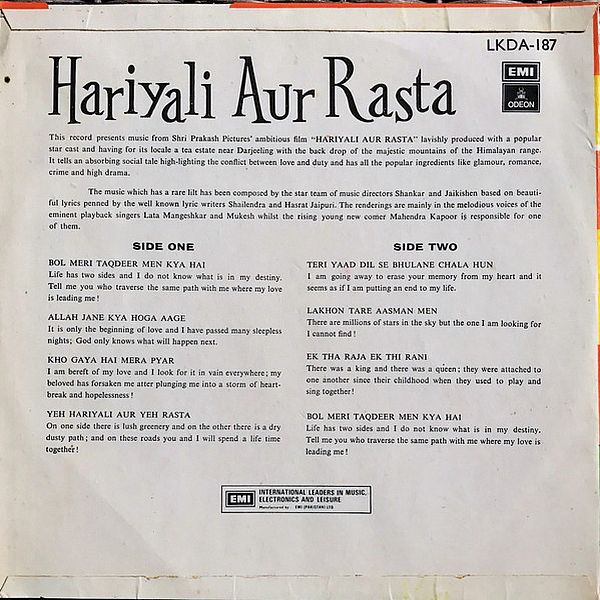 LKDA-187
Hariyali Aur Rasta
EMI
ODEON
This record presents music from Shri Prakash Pictures' ambitious film "HARIYALI AUR RASTA" lavishly produced with a popular
star cast and having for its locale a tea estate near Darjeeling with the back drop of the majestic mountains of the Himalayan range.
It tells an absorbing social tale high-lighting the conflict between love and duty and has all the popular ingredients like glamour, romance,
crime and high drama.
The music which has a rare lilt has been composed by the star team of music directors Shankar and Jaikishen based on beauti-
ful lyrics penned by the well known lyric writers Shailendra and Hasrat Jaipuri. The renderings are mainly in the melodious voices of the
eminent playback singers Lata Mangeshkar and Mukesh whilst the rising young new comer Mahendra Kapoor is responsible for one
of them.
SIDE ONE
BOL MERI TAQDEER MEN KYA HAI
Life has two sides and I do not know what is in my destiny.
Tell me you who traverse the same path with me where my love
is leading me!
ALLAH JANE KYA HOGA AAGE
It is only the beginning of love and I have passed many sleepless
nights; God only knows what will happen next.
KHO GAYA HAI MERA PYAR
I am bereft of my love and I look for it in vain everywhere; my
beloved has forsaken me atter plunging me into a storm of heart-
break and hopelessness!
YEH HARIYALI AUR YEH RASTA
On one side there is lush greenery and on the other there is a dry
dusty path; and on these roads you and I will spend a life time
together!
SIDE TWO
TERI YAAD DIL SE BHULANE CHALA HUN
I am going away to erase your memory from my heart and it
seems as if I am putting an end to my life.
LAKHON TARE AASMAN MEN
There are millions of stars in the sky but the one I am looking for
I cannot find!
EK THA RAJA EK THI RANI
There was a king and there was a queen; they were attached to
one another since their childhood when they used to play and
sing together!
BOL MERI TAQDEER MEN KYA HAI
Life has two sides and I do not know what is in my destiny.
Tell me you who traverse the same path with me where my love is
leading me!
EMI
INTERNATIONAL LEADERS IN MUSIC,
ELECTRONICS AND LEISURE
Manufactured by EMI (PAKISTAN) LTD.